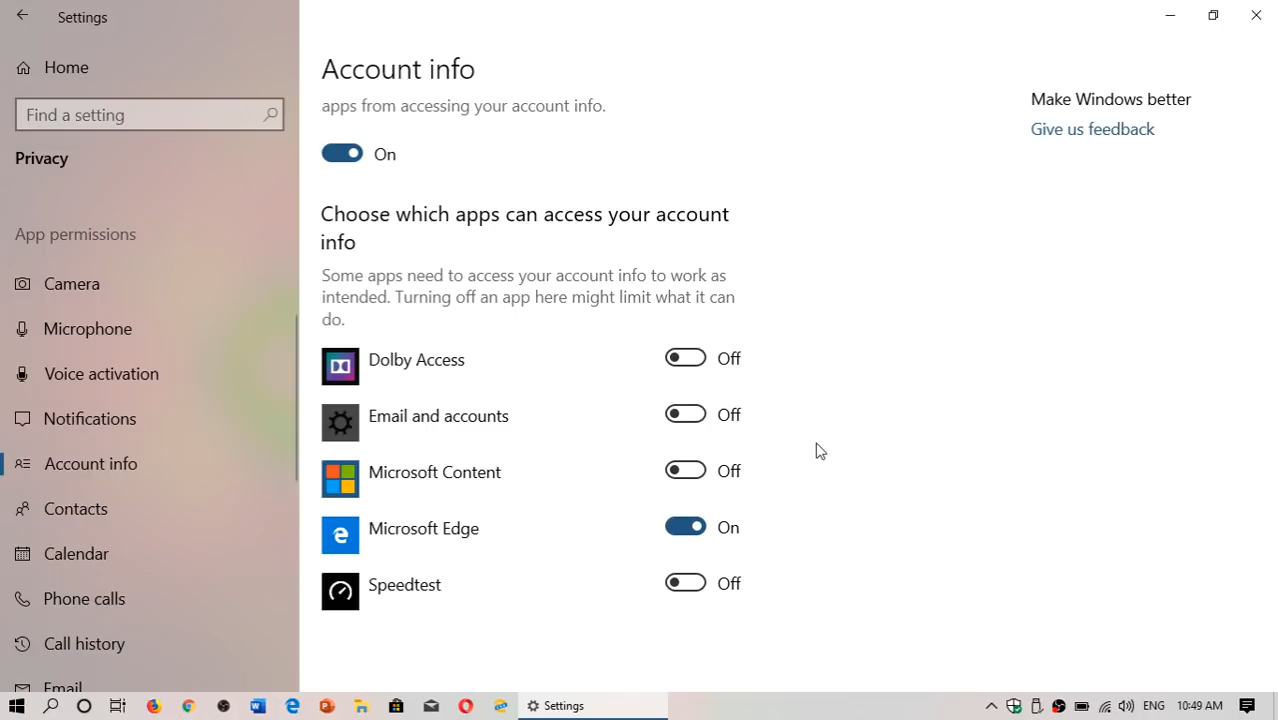 Settings
Home
Find a setting
Privacy
App permissions
Camera
Microphone
Voice activation
Notifications
Account info
Contacts
Calendar
Phone calls
Call history
Email
Account info
apps from accessing your account info.
On
Choose which apps can access your account
info
Some apps need to access your account info to work as
intended. Turning off an app here might limit what it can
do.
Dolby Access Off
Email and accounts Off
Microsoft Content Off
Microsoft Edge On
Speedtest Off
Make Windows better
Give us feedback
Settings ENG 10:49 AM